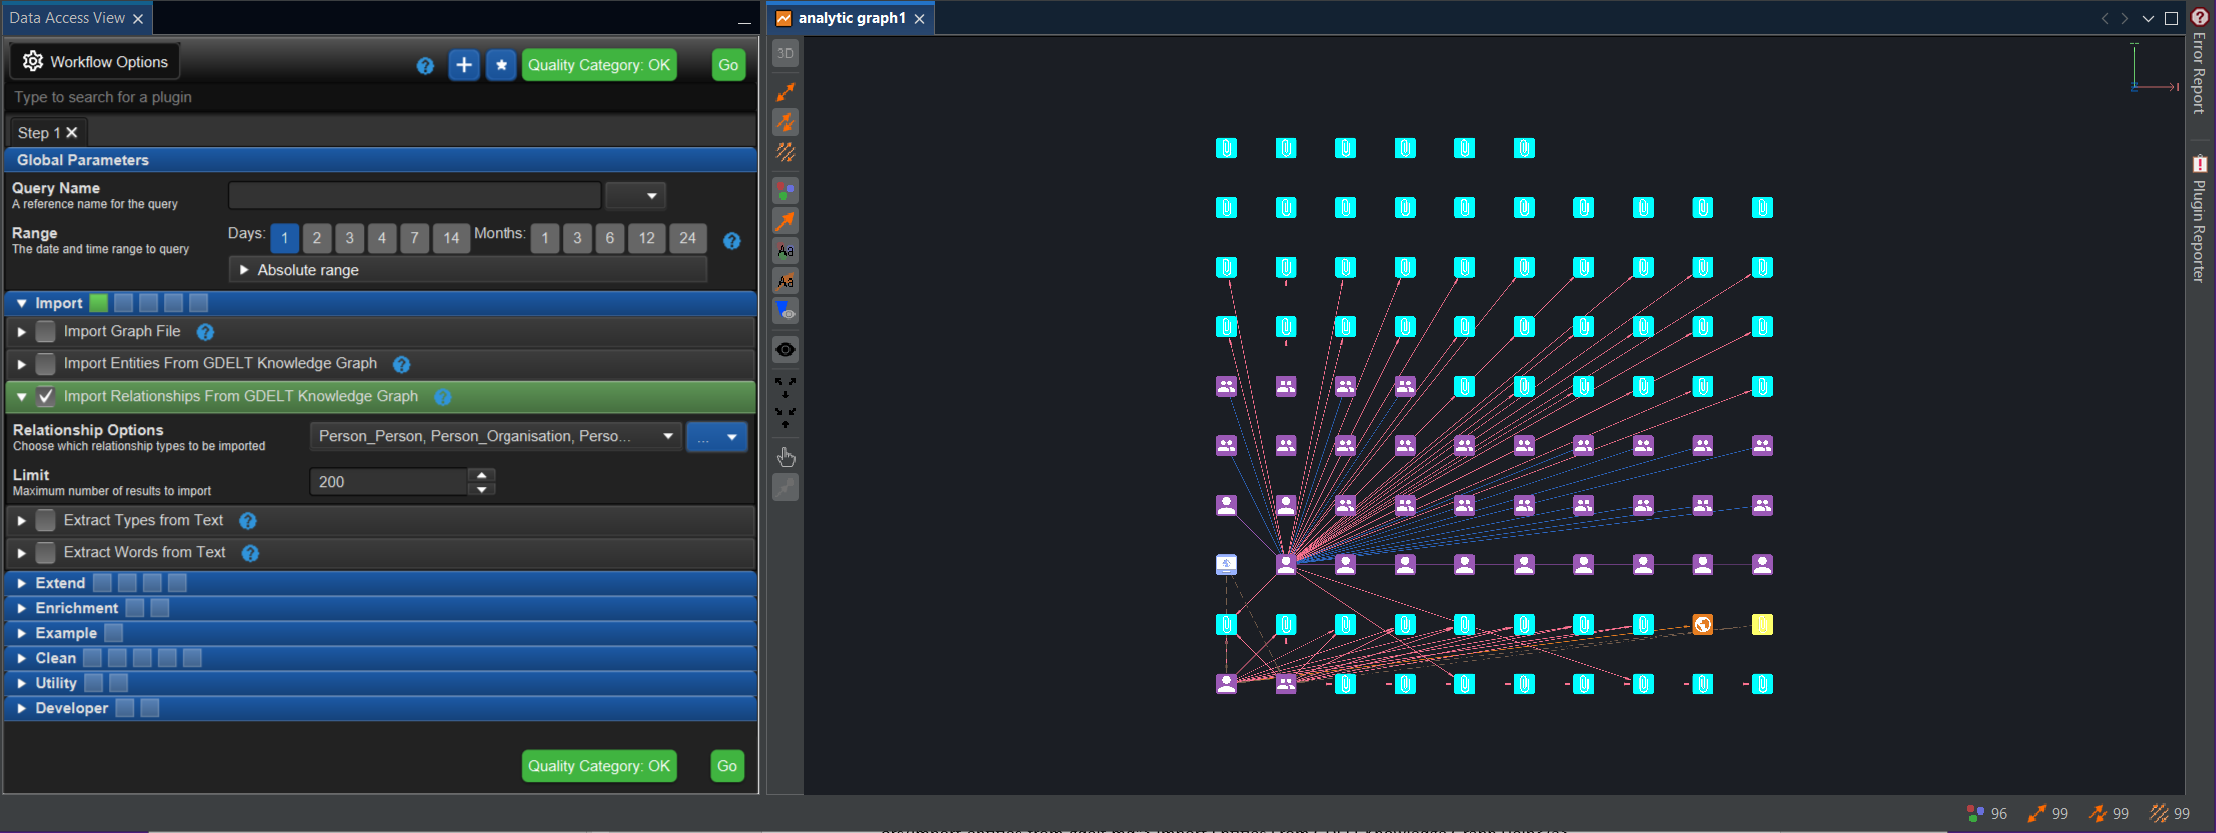 Data Access View
Workflow Options
Quality Category: OK
Go
Type to search for a plugin
Step 1
Global Parameters
Query Name
A reference name for the query
Range
The date and time range to query
Days: 1 2 3 4 7 14 Months: 1 3 6 12 24
Absolute range
Import
Import Graph File
Import Entities From GDELT Knowledge Graph
Import Relationships From GDELT Knowledge Graph
Relationship Options
Choose which relationship types to be imported
Person_Person, Person_Organisation, Perso...
...
Limit
Maximum number of results to import
200
Extract Types from Text
Extract Words from Text
Extend
Enrichment
Example
Clean
Utility
Developer
Quality Category: OK
Go
analytic graph1
3D
Aa
Aa
Error Report
Plugin Reporter
96 99 99 99